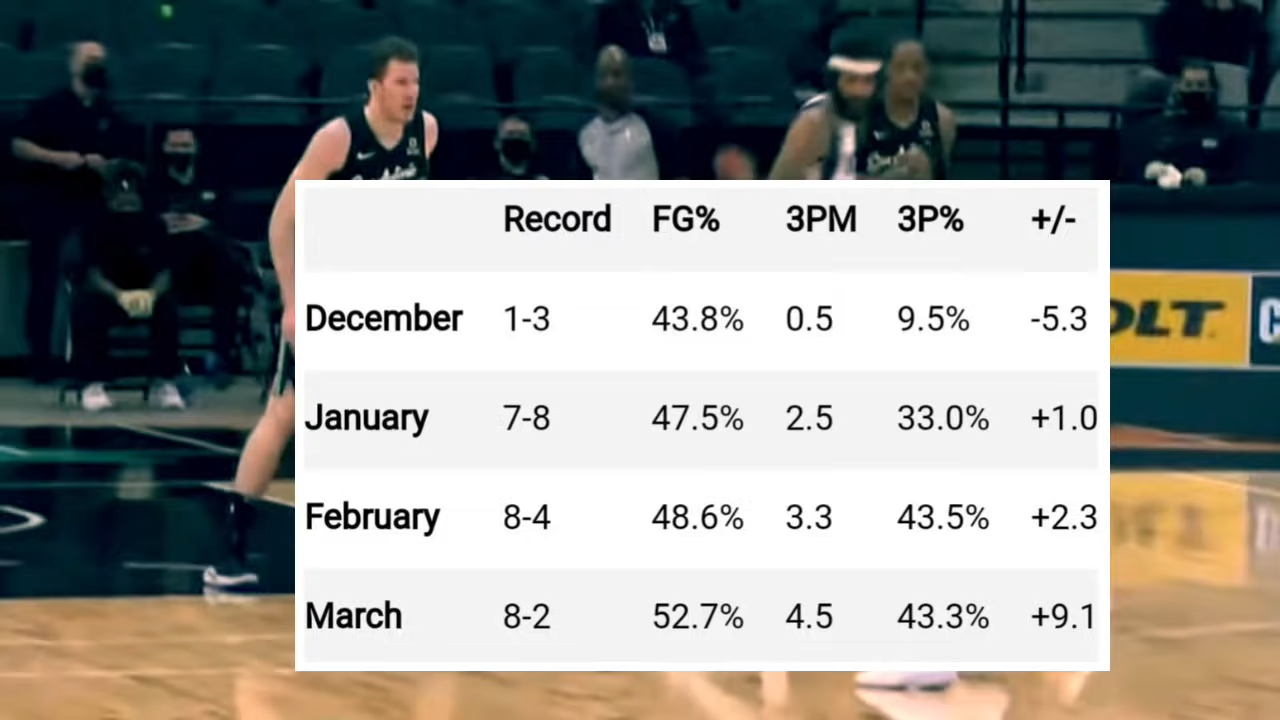 Record FG% 3PM 3P% +/-
December 1-3 43.8% 0.5 9.5% -5.3
January 7-8 47.5% 2.5 33.0% +1.0
February 8-4 48.6% 3.3 43.5% +2.3
March 8-2 52.7% 4.5 43.3% +9.1
OLT